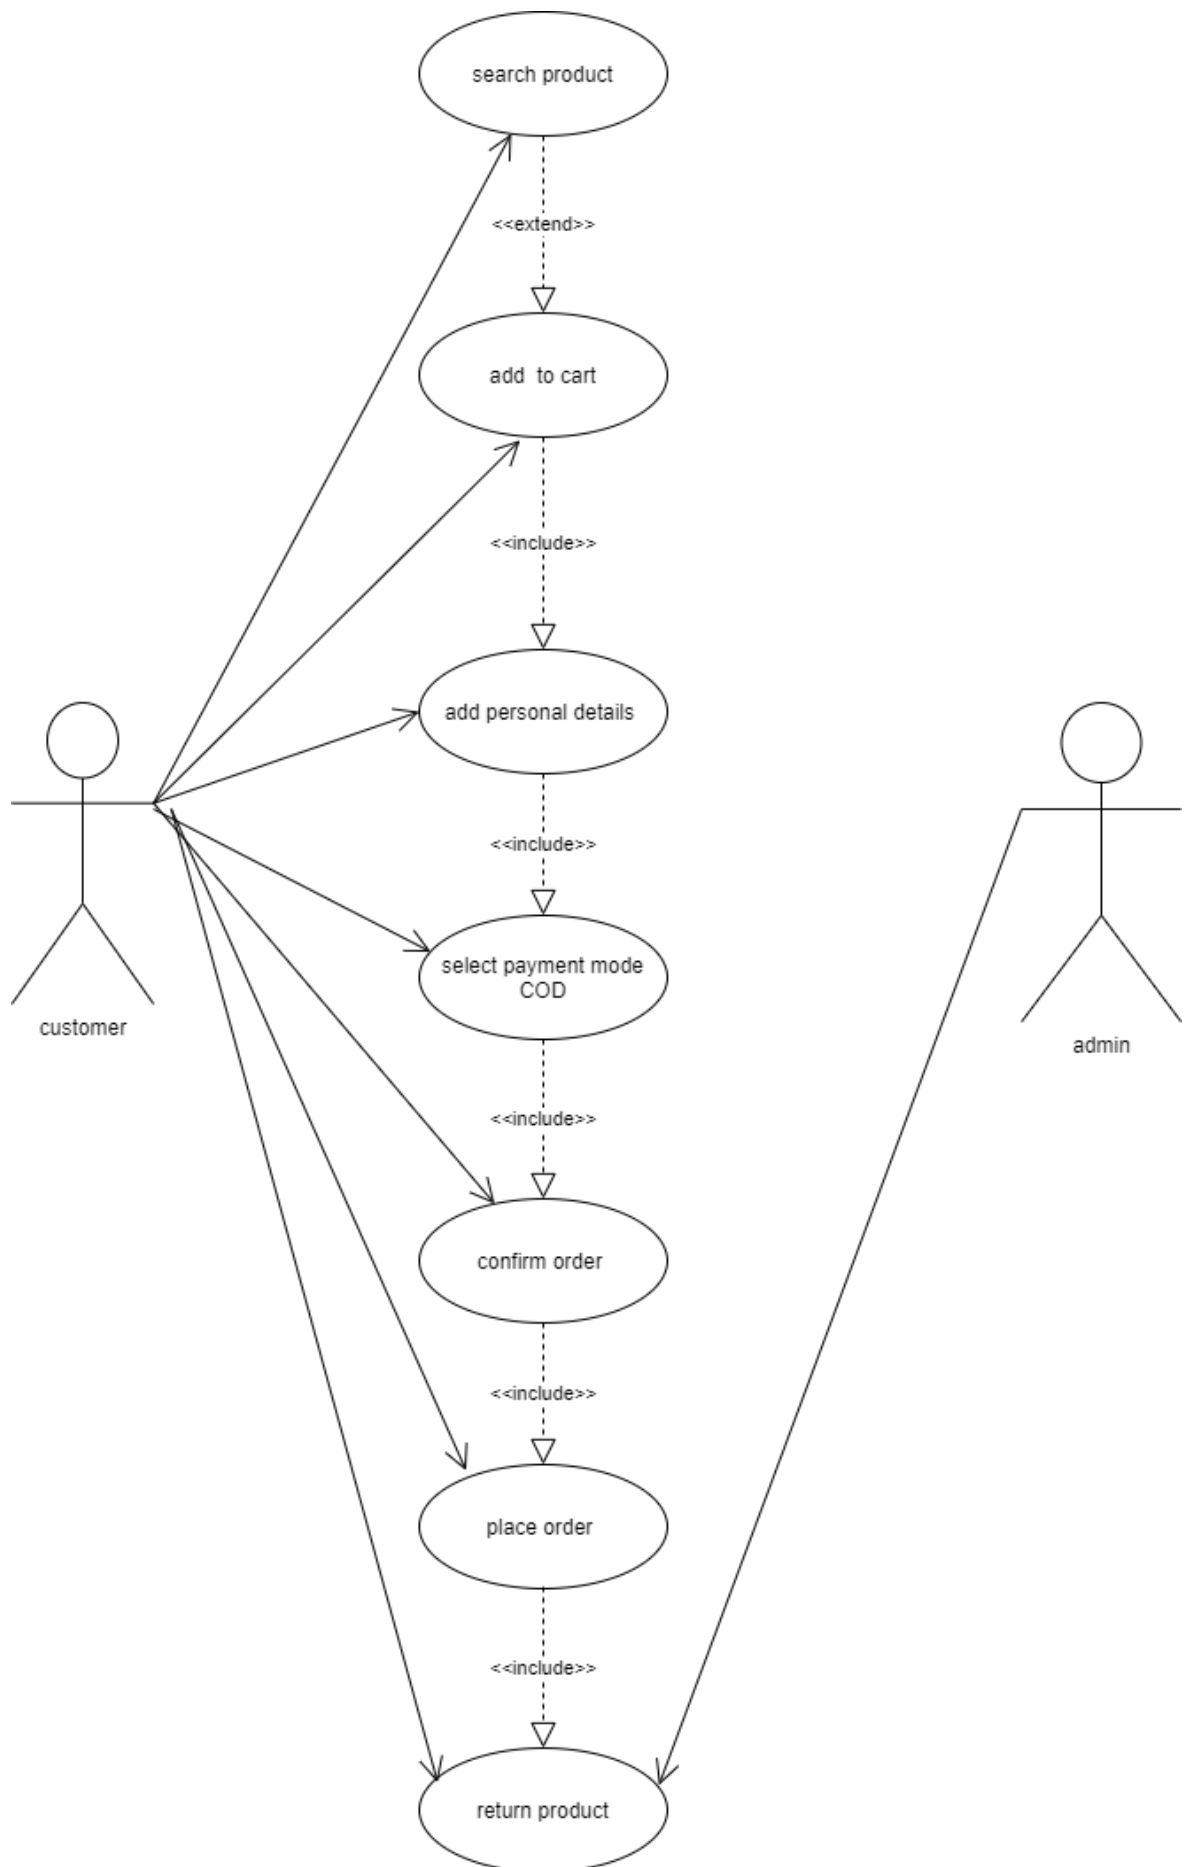 search product
<<extend>>
add  to cart
<<include>>
add personal details
<<include>>
select payment mode
COD
customer
admin
<<include>>
confirm order
<<include>>
place order
<<include>>
return product